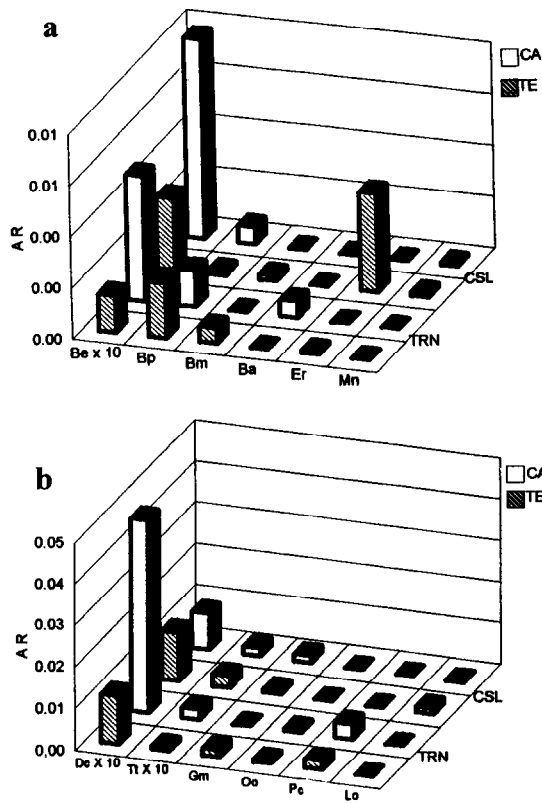 a
CA
TE
0.01
0.01
0.00
0.00
0.00
A R
Be x 10
Bp
Bm
Ba
Er
Mn
TRN
CSL
b
CA
TE
0.05
0.04
0.03
0.02
0.01
0,00
A R
Dc X 10
Tt X 10
Gm
Oo
Pc
Lo
TRN
CSL